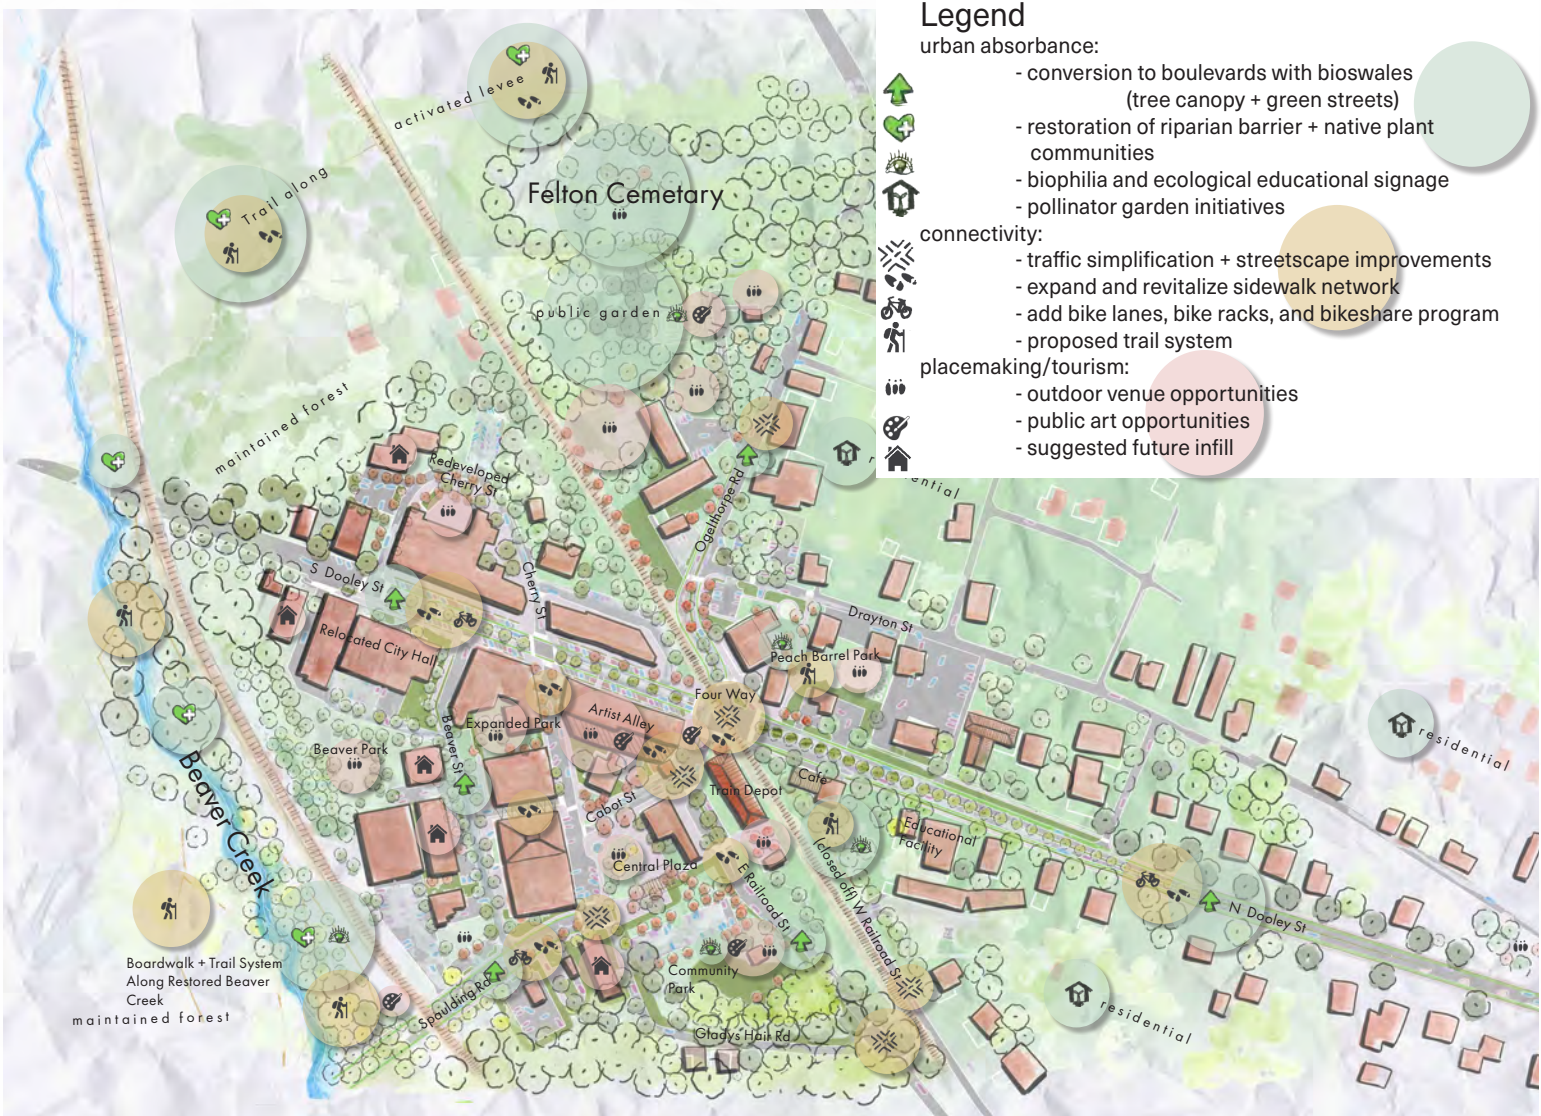 Legend
urban absorbance:
- conversion to boulevards with bioswales
(tree canopy + green streets)
- restoration of riparian barrier + native plant
communities
- biophilia and ecological educational signage
- pollinator garden initiatives
connectivity:
- traffic simplification + streetscape improvements
- expand and revitalize sidewalk network
- add bike lanes, bike racks, and bikeshare program
- proposed trail system
placemaking/tourism:
- outdoor venue opportunities
- public art opportunities
- suggested future infill
activated levee
Trail along
Felton Cemetary
public garden
maintained forest
Redeveloped
Cherry St
Ogelthorpe Rd
r
ential
S Dooley St
Cherry St
Drayton St
Relocated City Hall
Peach Barrel Park
Four Way
Artist Alley
Expanded Park
Beaver St
Beaver Park
residential
Beaver Creek
Cabot St
Train Depot
Cafe
Educational
Facility
Central Plaza
E Railroad St
(closed off) W Railroad St
N Dooley St
Boardwalk + Trail System
Along Restored Beaver
Creek
maintained forest
Spaulding Rd
Community
Park
Gladys Hair Rd
residential